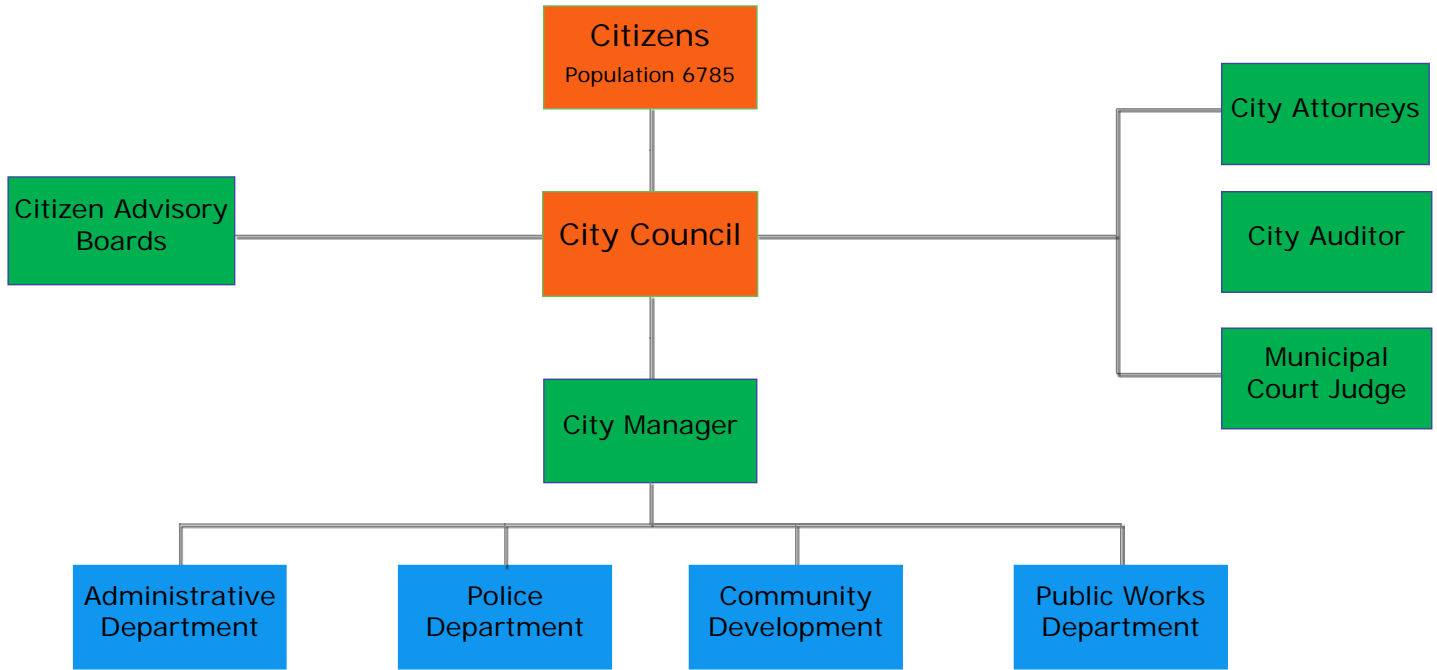 Citizens
Population 6785
City Attorneys
Citizen Advisory
Boards
City Council
City Auditor
Municipal
Court Judge
City Manager
Administrative
Department
Police
Department
Community
Development
Public Works
Department